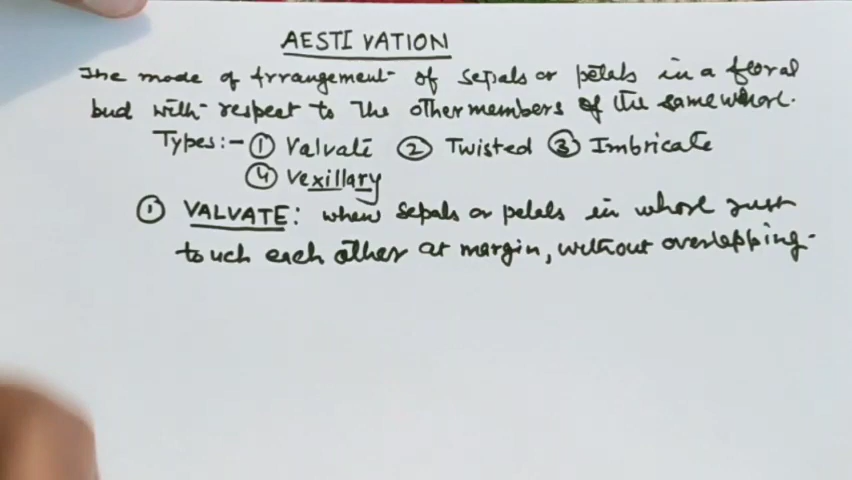 AESTIVATION
The mode of Arrangement of sepals or petals in a floral
bud with respect to the other members of the same whorl.
Types:- ① Valvate ② Twisted ③ Imbricate
④ Vexillary
① VALVATE: when sepals or petals in whorl just
touch each other at margin, without overlapping.